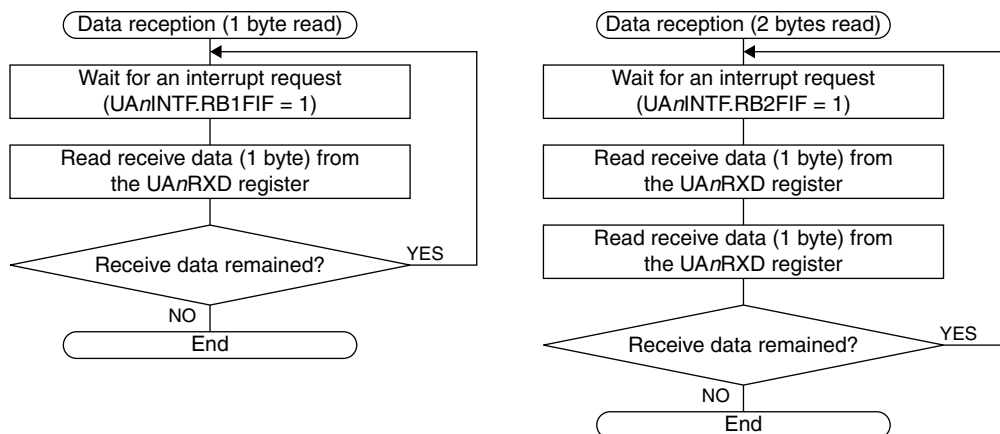 Data reception (1 byte read)
Wait for an interrupt request
(UAnINTF.RB1FIF = 1)
Read receive data (1 byte) from
the UAnRXD register
Receive data remained?
YES
NO
End
Data reception (2 bytes read)
Wait for an interrupt request
(UAnINTF.RB2FIF = 1)
Read receive data (1 byte) from
the UAnRXD register
Read receive data (1 byte) from
the UAnRXD register
Receive data remained?
YES
NO
End